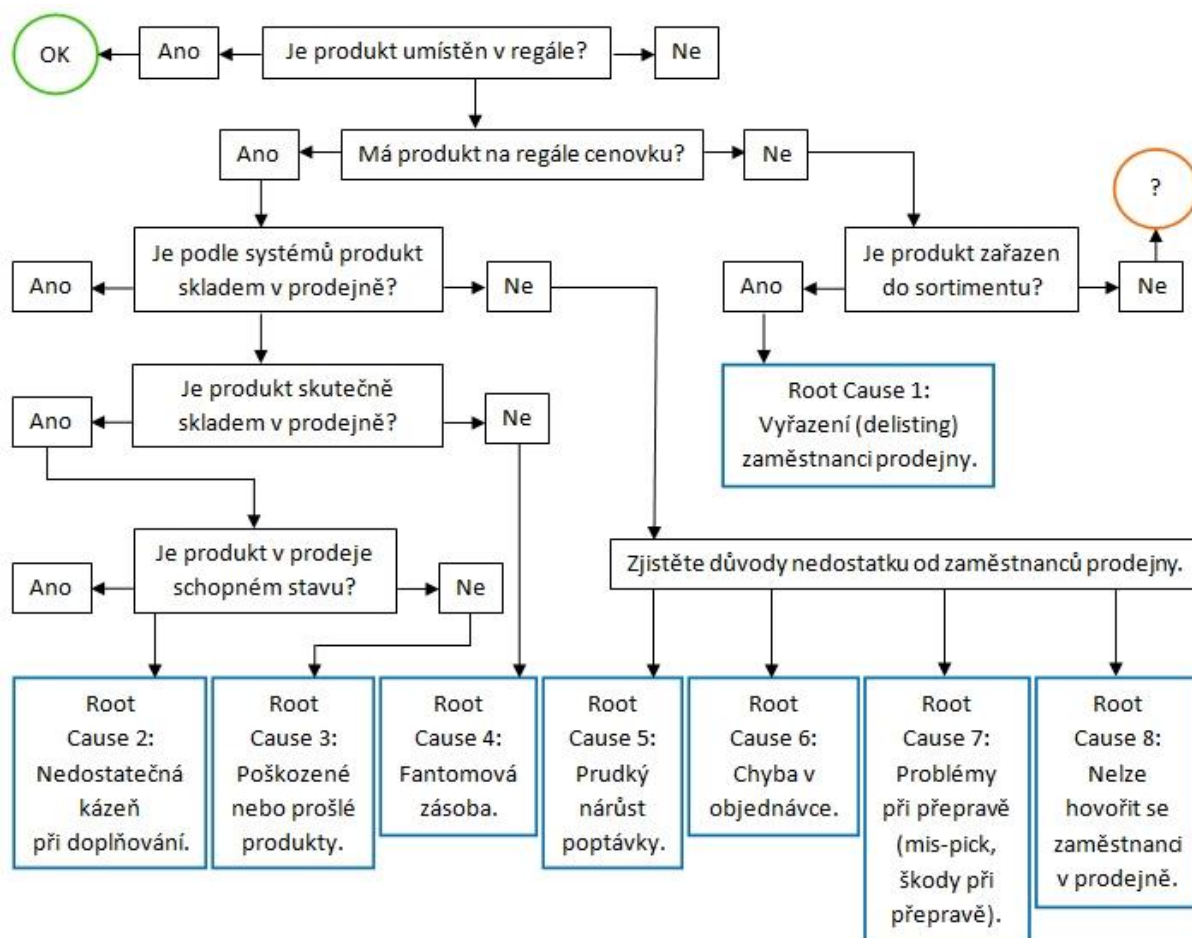 OK
Ano
Je produkt umístěn v regále?
Ne
Ano
Má produkt na regále cenovku?
Ne
?
Ano
Je podle systémů produkt
skladem v prodejně?
Ne
Ano
Je produkt zařazen
do sortimentu?
Ne
Ano
Je produkt skutečně
skladem v prodejně?
Ne
Root Cause 1:
Vyřazení (delisting)
zaměstnanci prodejny.
Ano
Je produkt v prodeje
schopném stavu?
Ne
Zjistěte důvody nedostatku od zaměstnanců prodejny.
Root
Cause 2:
Nedostatečná
kázeň
při doplňování.
Root
Cause 3:
Poškozené
nebo prošlé
produkty.
Root
Cause 4:
Fantomová
zásoba.
Root
Cause 5:
Prudký
nárůst
poptávky.
Root
Cause 6:
Chyba v
objednávce.
Root
Cause 7:
Problémy
při přepravě
(mis-pick,
škody při
přepravě).
Root
Cause 8:
Nelze
hovořit se
zaměstnanci
v prodejně.